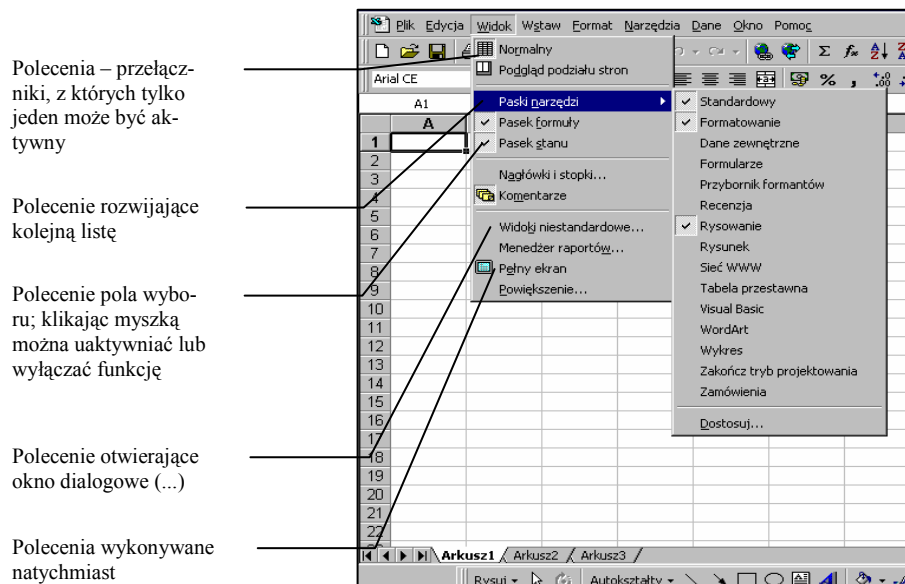 Polecenia – przełącz-
niki, z których tylko
jeden może być ak-
tywny
Polecenie rozwijające
kolejną listę
Polecenie pola wybo-
ru; klikając myszką
można uaktywniać lub
wyłączać funkcję
Polecenie otwierające
okno dialogowe (...)
Polecenia wykonywane
natychmiast
Plik Edycja Widok Wstaw Format Narzędzia Dane Okno Pomoc
Arial CE
A1
A
1
2
3
4
5
6
7
8
9
10
11
12
13
14
15
16
17
18
19
20
21
22
Normalny
Podgląd podziału stron
Paski narzędzi
Pasek formuły
Pasek stanu
Nagłówki i stopki...
Komentarze
Widoki niestandardowe...
Menedżer raportów...
Pełny ekran
Powiększenie...
Standardowy
Formatowanie
Dane zewnętrzne
Formularze
Przybornik formantów
Recenzja
Rysowanie
Rysunek
Sieć WWW
Tabela przestawna
Visual Basic
WordArt
Wykres
Zakończ tryb projektowania
Zamówienia
Dostosuj...
Arkusz1 Arkusz2 Arkusz3
Rysuj Autokształty